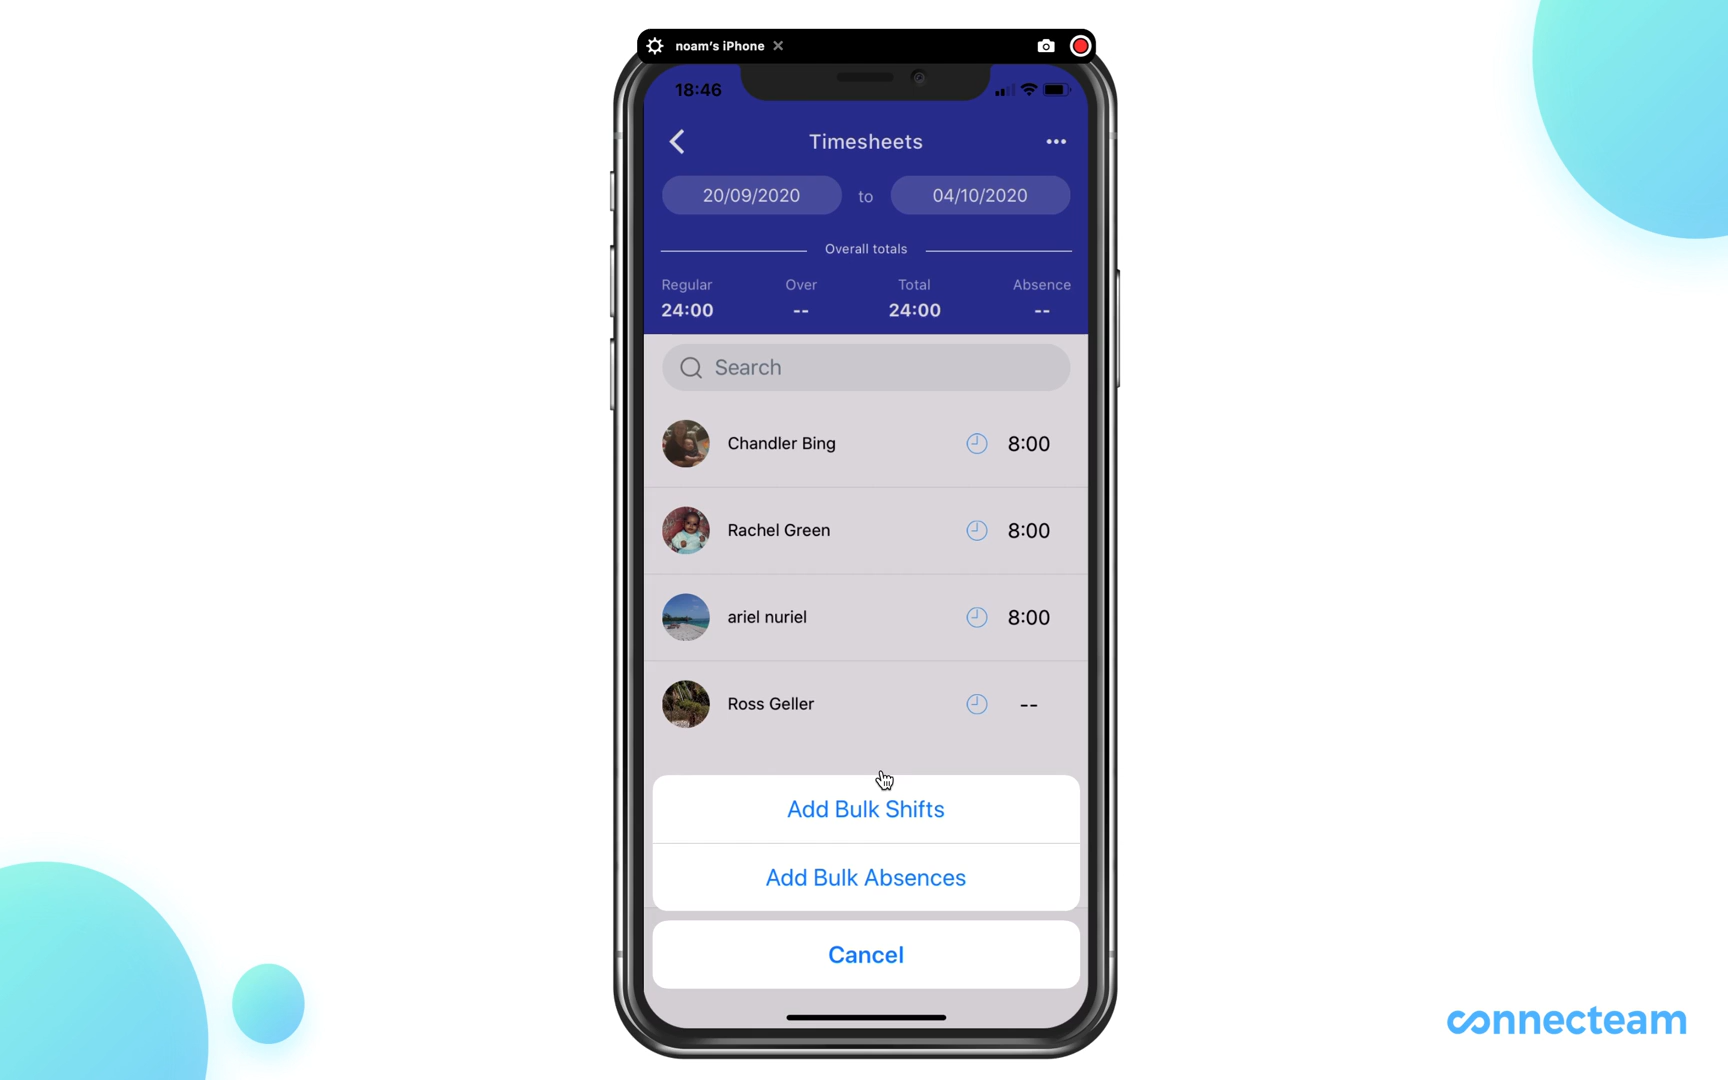 noam's iPhone
18:46
Timesheets
20/09/2020 to 04/10/2020
Overall totals
Regular Over Total Absence
24:00 -- 24:00 --
Search
Chandler Bing 8:00
Rachel Green 8:00
ariel nuriel 8:00
Ross Geller --
Add Bulk Shifts
Add Bulk Absences
Cancel
connecteam